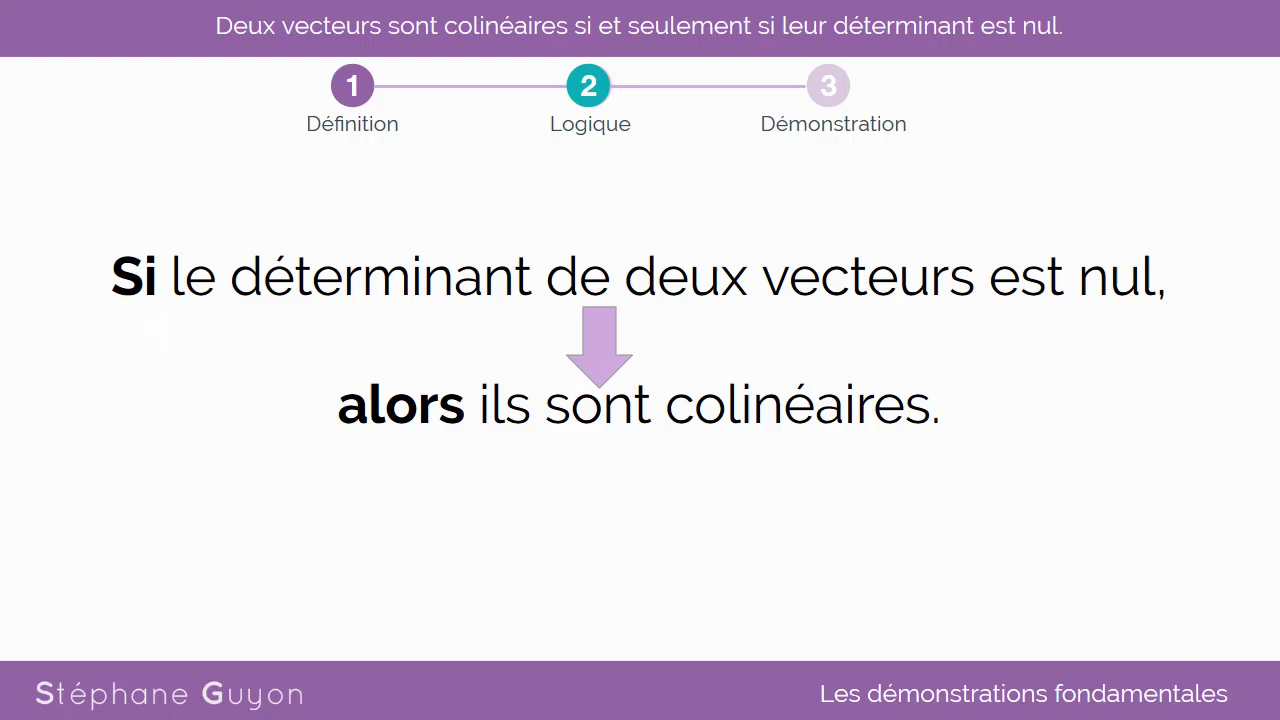 Deux vecteurs sont colinéaires si et seulement si leur déterminant est nul.
1 2 3
Définition Logique Démonstration
Si le déterminant de deux vecteurs est nul,
alors ils sont colinéaires.
Stéphane Guyon Les démonstrations fondamentales